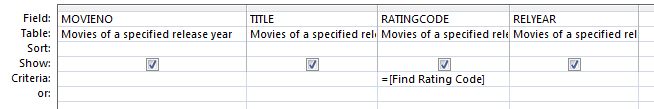 Field: MOVIENO TITLE RATINGCODE RELYEAR
Table: Movies of a specified release year Movies of a specified rele Movies of a specified rele Movies of a specified rel
Sort:
Show:
Criteria: =[Find Rating Code]
or: